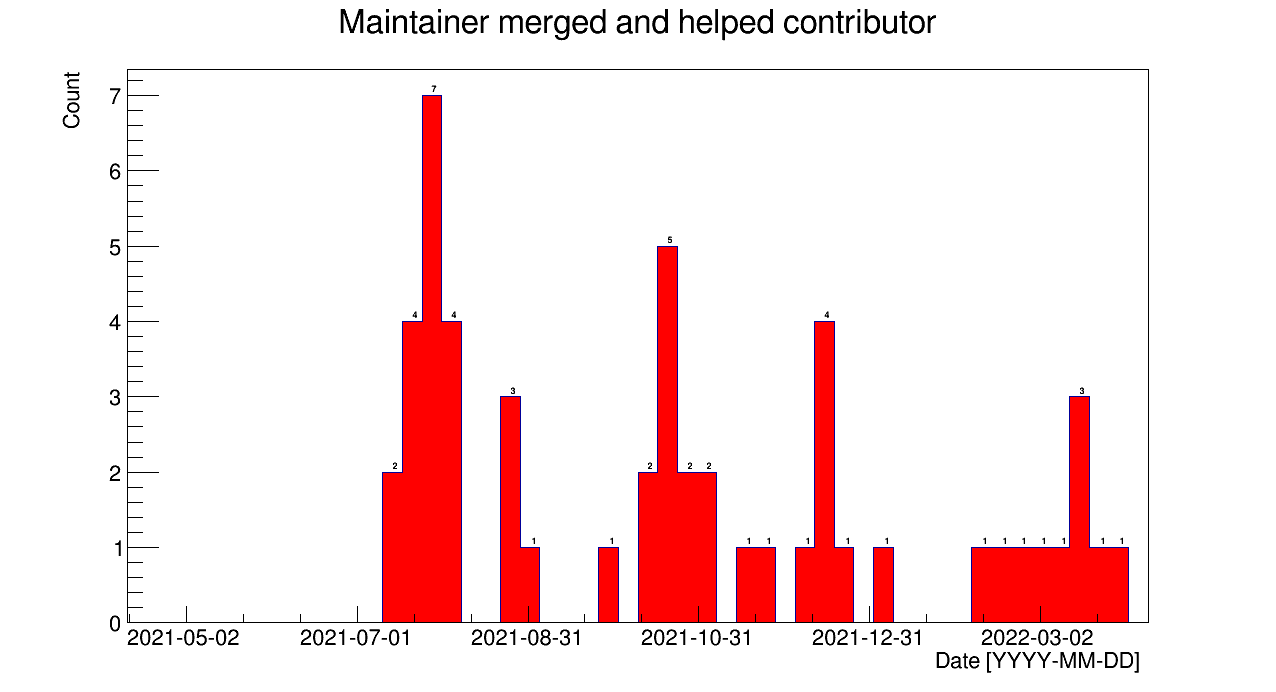 Maintainer merged and helped contributor
Count
7
6
5
4
3
2
1
0
2 4 7 4 3 1 1 2 5 2 2 1 1 1 4 1 1 1 1 1 1 1 3 1 1
2021-05-02 2021-07-01 2021-08-31 2021-10-31 2021-12-31 2022-03-02
Date [YYYY-MM-DD]